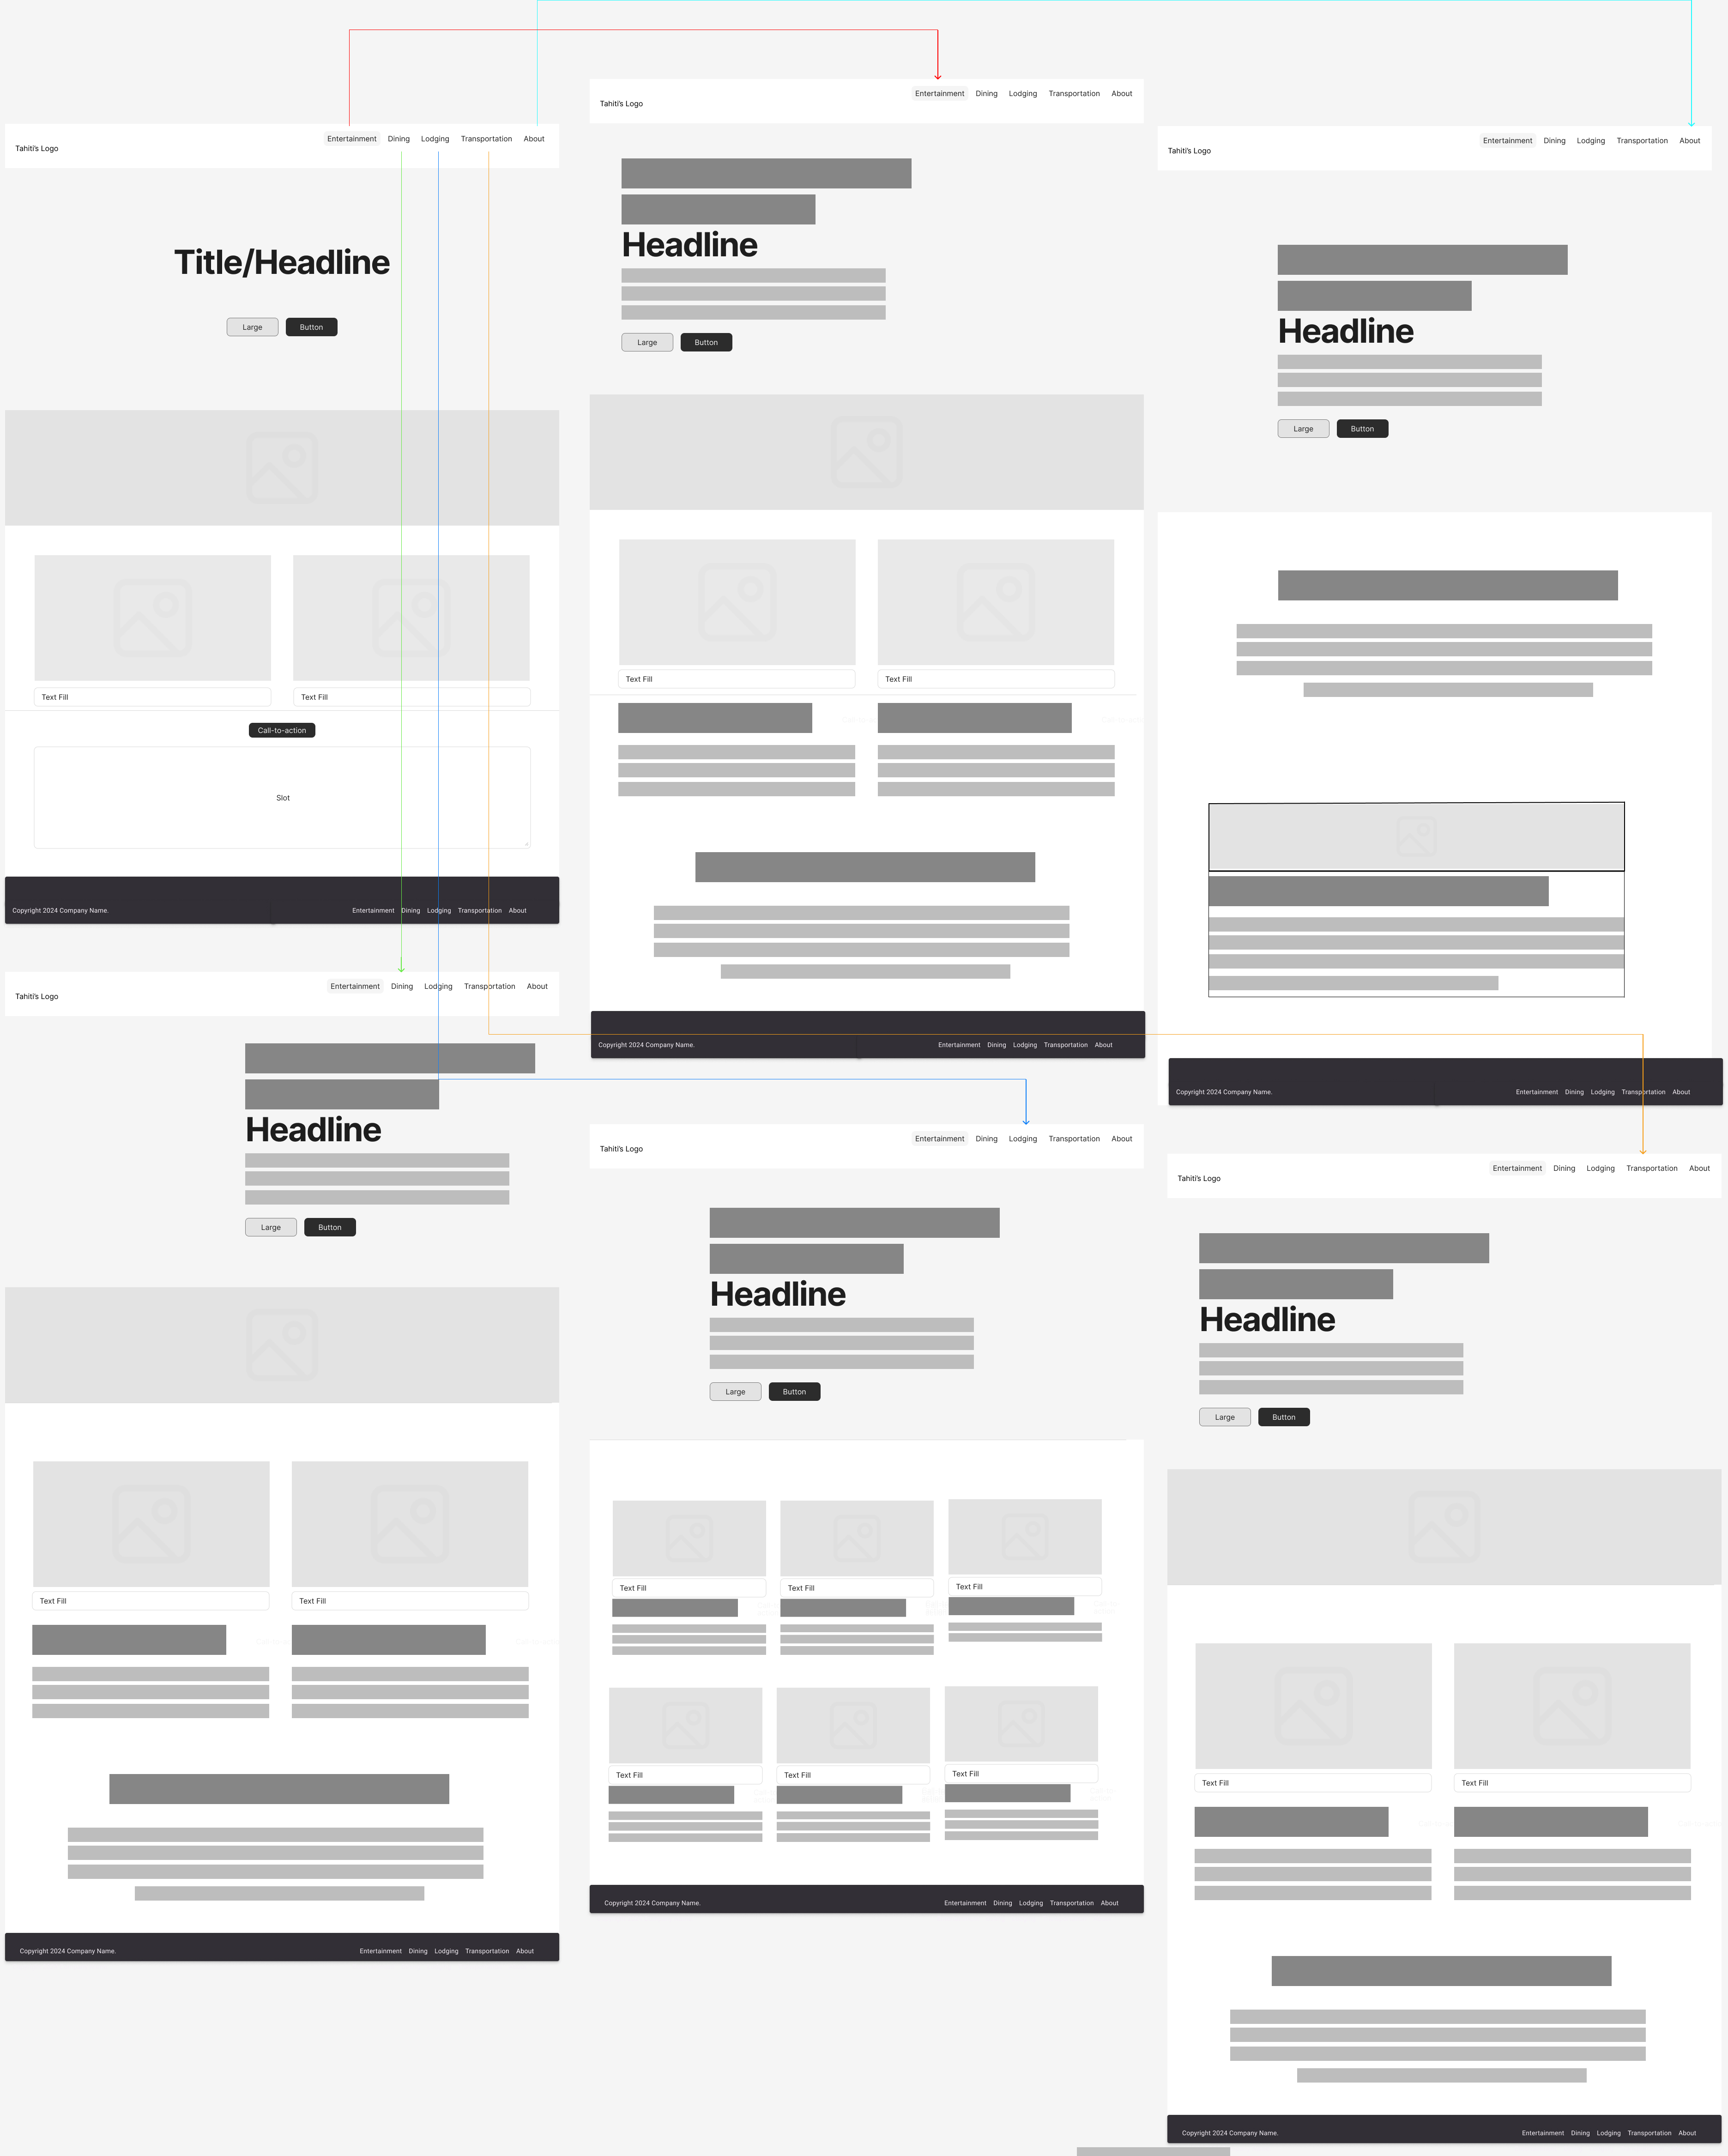 Entertainment Dining Lodging Transportation About
Tahiti's Logo
Title/Headline
Large Button
Text Fill Text Fill
Call-to-action
Slot
Copyright 2024 Company Name. Entertainment Dining Lodging Transportation About
Entertainment Dining Lodging Transportation About
Tahiti's Logo
Headline
Large Button
Text Fill Text Fill
Copyright 2024 Company Name. Entertainment Dining Lodging Transportation About
Entertainment Dining Lodging Transportation About
Tahiti's Logo
Headline
Large Button
Text Fill Text Fill
Copyright 2024 Company Name. Entertainment Dining Lodging Transportation About
Entertainment Dining Lodging Transportation About
Tahiti's Logo
Headline
Large Button
Text Fill Text Fill Text Fill
Text Fill Text Fill Text Fill
Copyright 2024 Company Name. Entertainment Dining Lodging Transportation About
Entertainment Dining Lodging Transportation About
Tahiti's Logo
Headline
Large Button
Copyright 2024 Company Name. Entertainment Dining Lodging Transportation About
Entertainment Dining Lodging Transportation About
Tahiti's Logo
Headline
Large Button
Text Fill Text Fill
Copyright 2024 Company Name. Entertainment Dining Lodging Transportation About